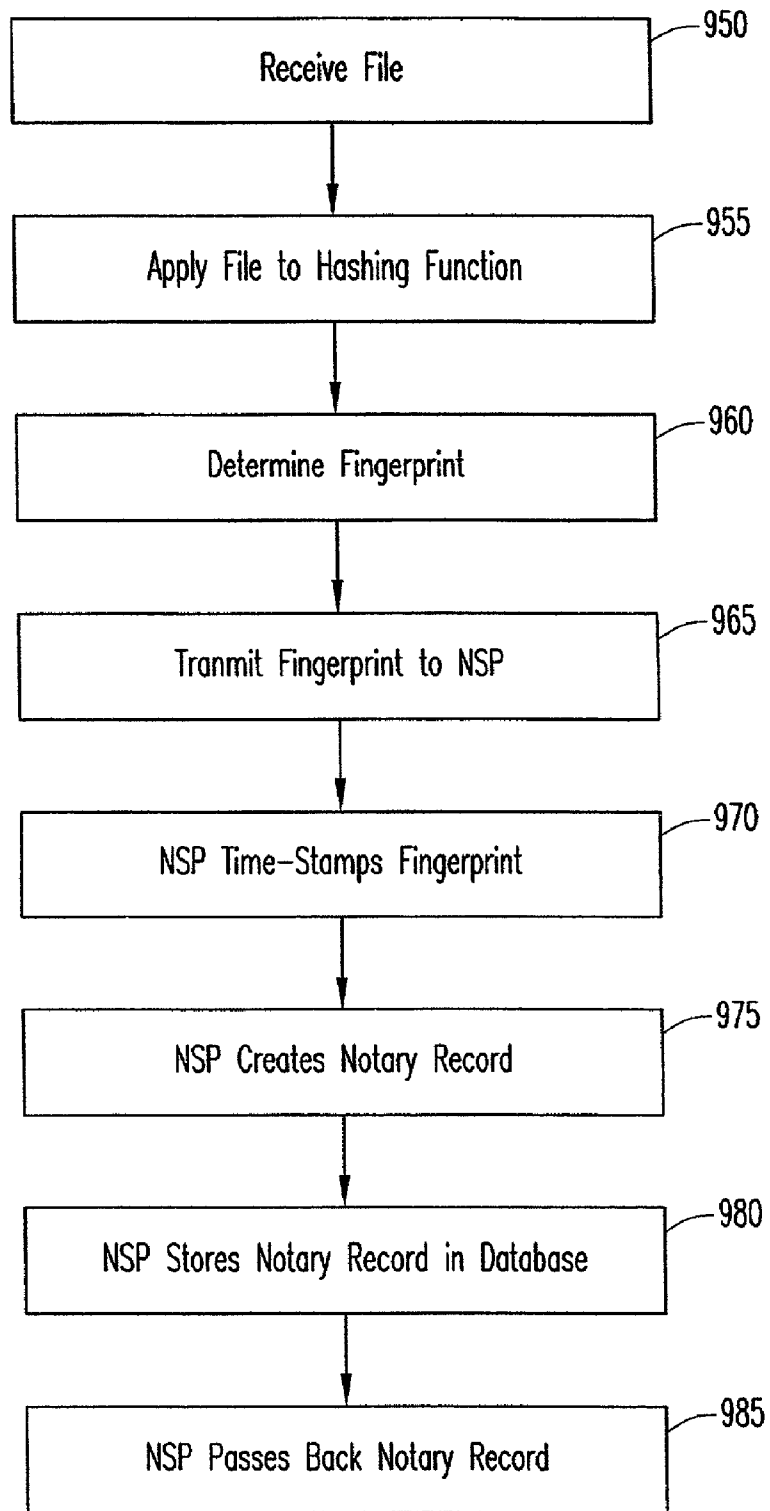 950
Receive File
955
Apply File to Hashing Function
960
Determine Fingerprint
965
Tranmit Fingerprint to NSP
970
NSP Time-Stamps Fingerprint
975
NSP Creates Notary Record
980
NSP Stores Notary Record in Database
985
NSP Passes Back Notary Record